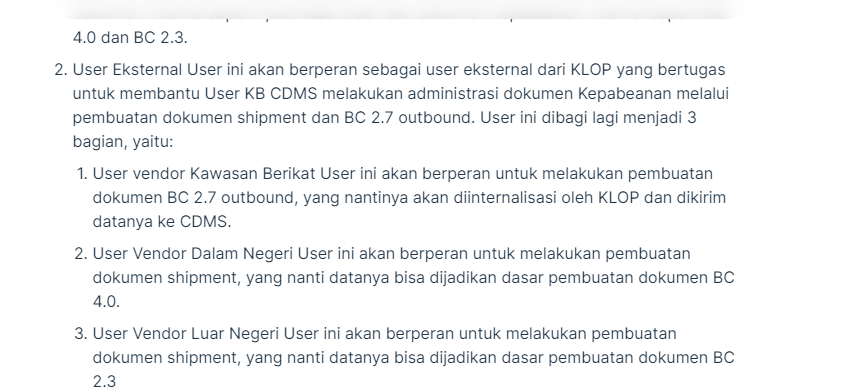 4.0 dan BC 2.3.
2. User Eksternal User ini akan berperan sebagai user eksternal dari KLOP yang bertugas
untuk membantu User KB CDMS melakukan administrasi dokumen Kepabeanan melalui
pembuatan dokumen shipment dan BC 2.7 outbound. User ini dibagi lagi menjadi 3
bagian, yaitu:
1. User vendor Kawasan Berikat User ini akan berperan untuk melakukan pembuatan
dokumen BC 2.7 outbound, yang nantinya akan diinternalisasi oleh KLOP dan dikirim
datanya ke CDMS.
2. User Vendor Dalam Negeri User ini akan berperan untuk melakukan pembuatan
dokumen shipment, yang nanti datanya bisa dijadikan dasar pembuatan dokumen BC
4.0.
3. User Vendor Luar Negeri User ini akan berperan untuk melakukan pembuatan
dokumen shipment, yang nanti datanya bisa dijadikan dasar pembuatan dokumen BC
2.3